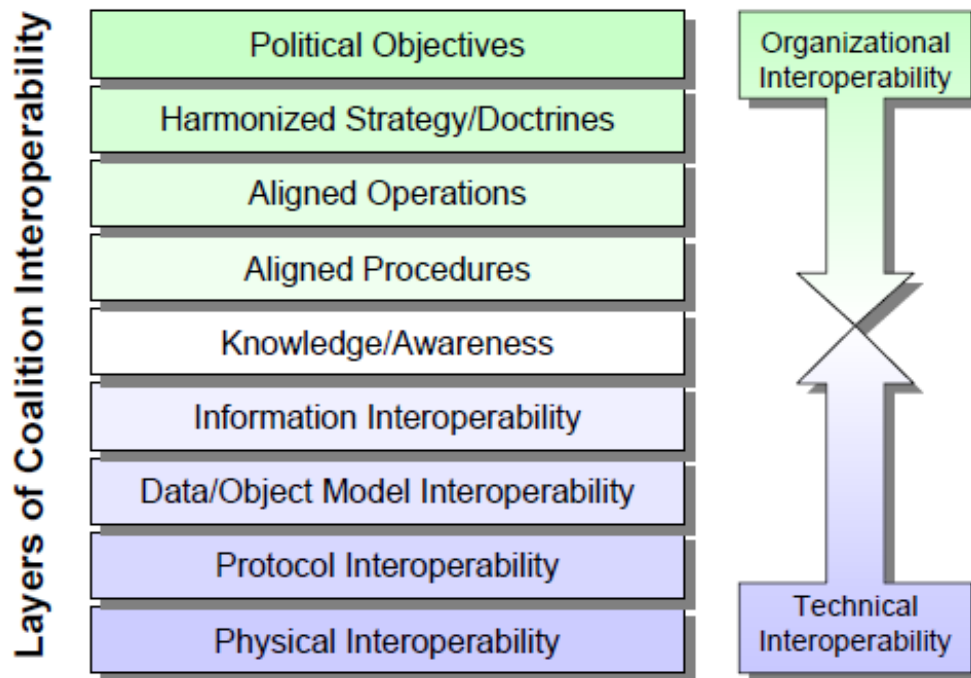 Layers of Coalition Interoperability
Political Objectives
Harmonized Strategy/Doctrines
Aligned Operations
Aligned Procedures
Knowledge/Awareness
Information Interoperability
Data/Object Model Interoperability
Protocol Interoperability
Physical Interoperability
Organizational
Interoperability
Technical
Interoperability